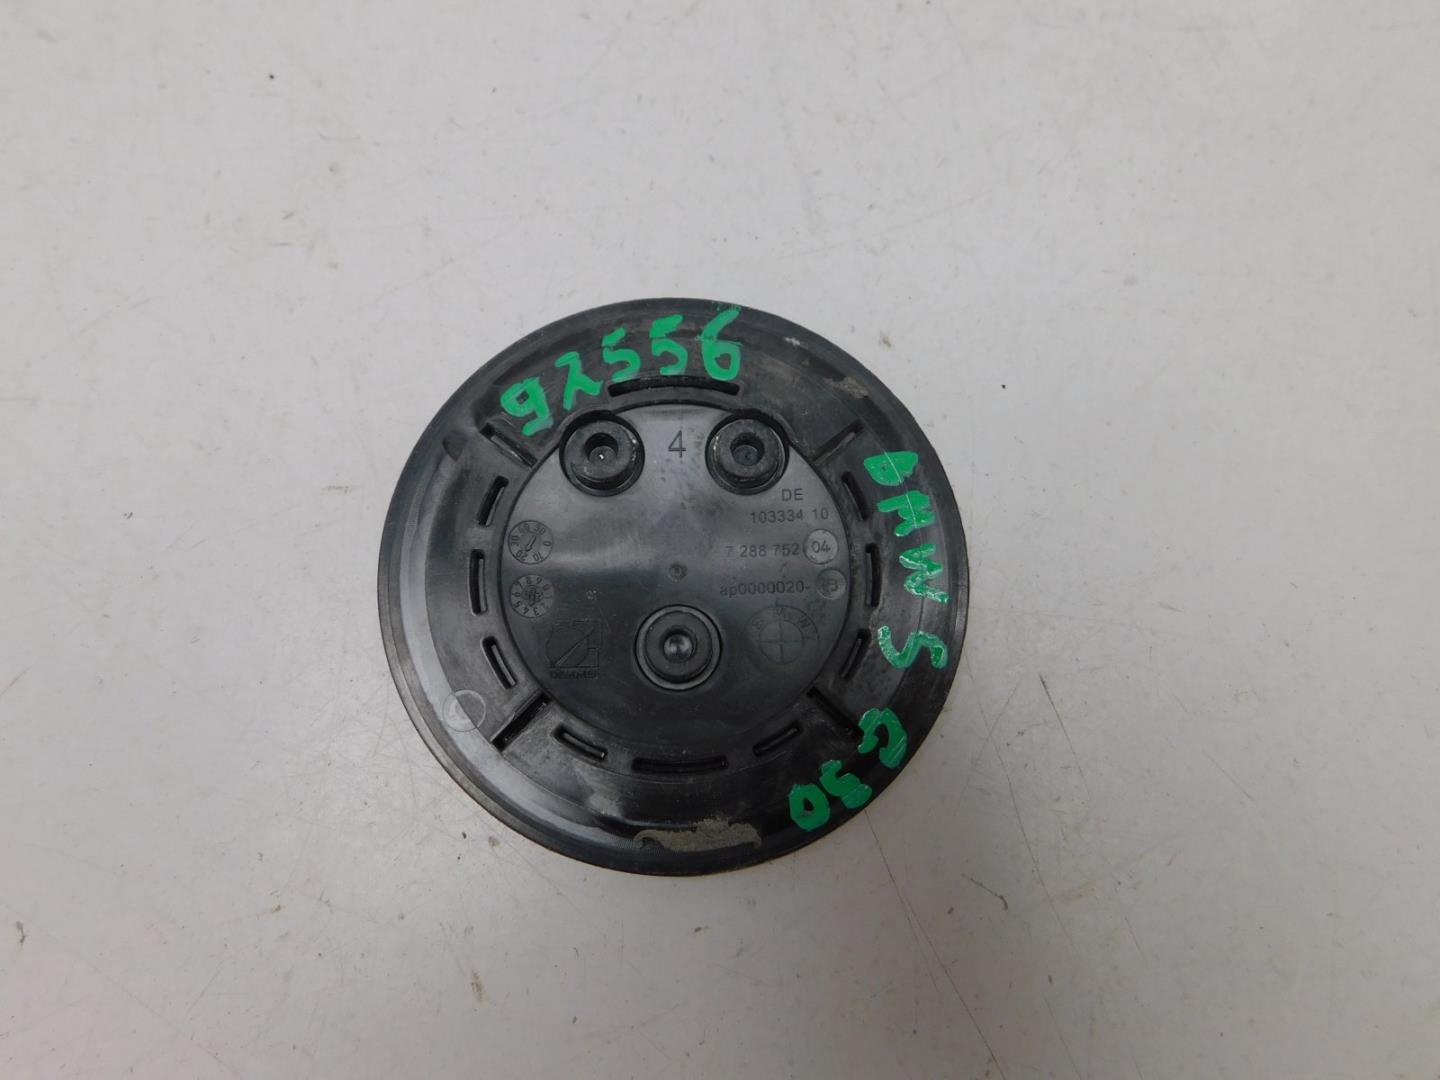 92556
BMW 5 G30
4
DE
103334 10
7 288 752 04
ap0000020-